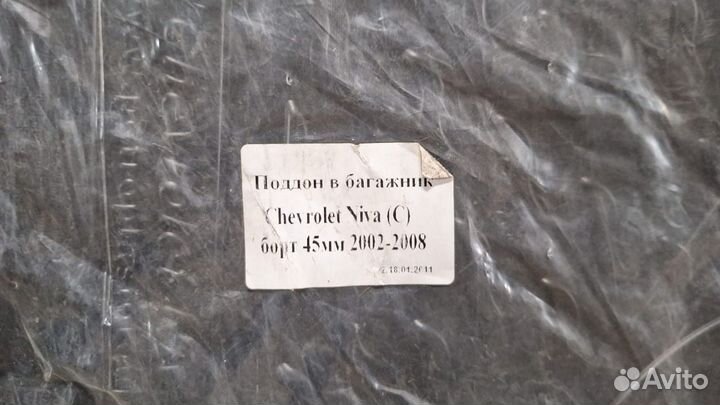 Поддон в багажник
Chevrolet Niva (C)
борт 45мм 2002-2008
18.01.2011
Avito